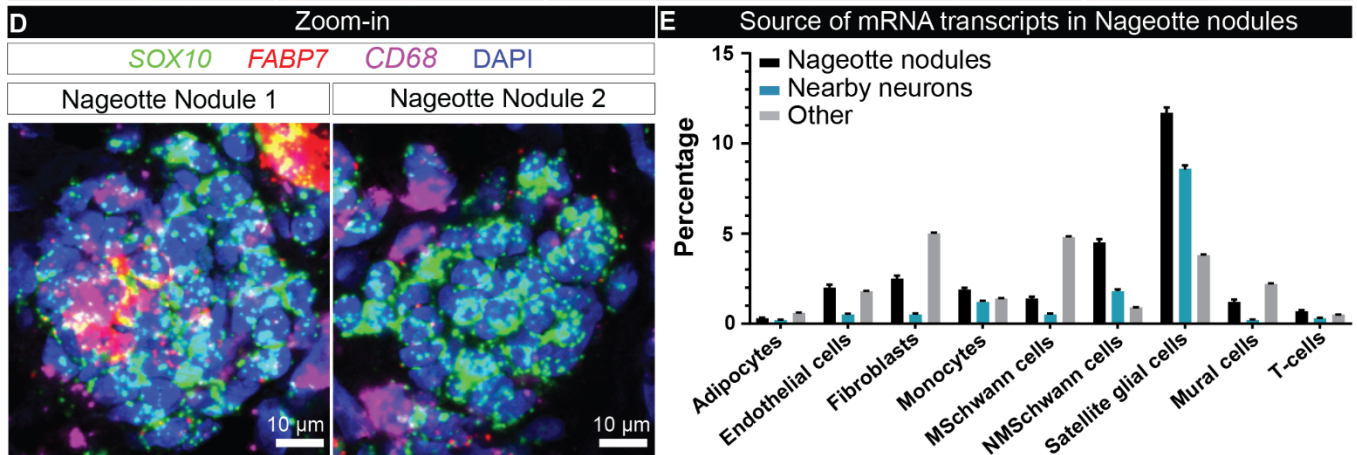 D Zoom-in
SOX10 FABP7 CD68 DAPI
Nageotte Nodule 1 Nageotte Nodule 2
10 µm 10 µm
E Source of mRNA transcripts in Nageotte nodules
Nageotte nodules
Nearby neurons
Other
Percentage
15
10
5
0
Adipocytes
Endothelial cells
Fibroblasts
Monocytes
MSchwann cells
NMSchwann cells
Satellite glial cells
Mural cells
T-cells